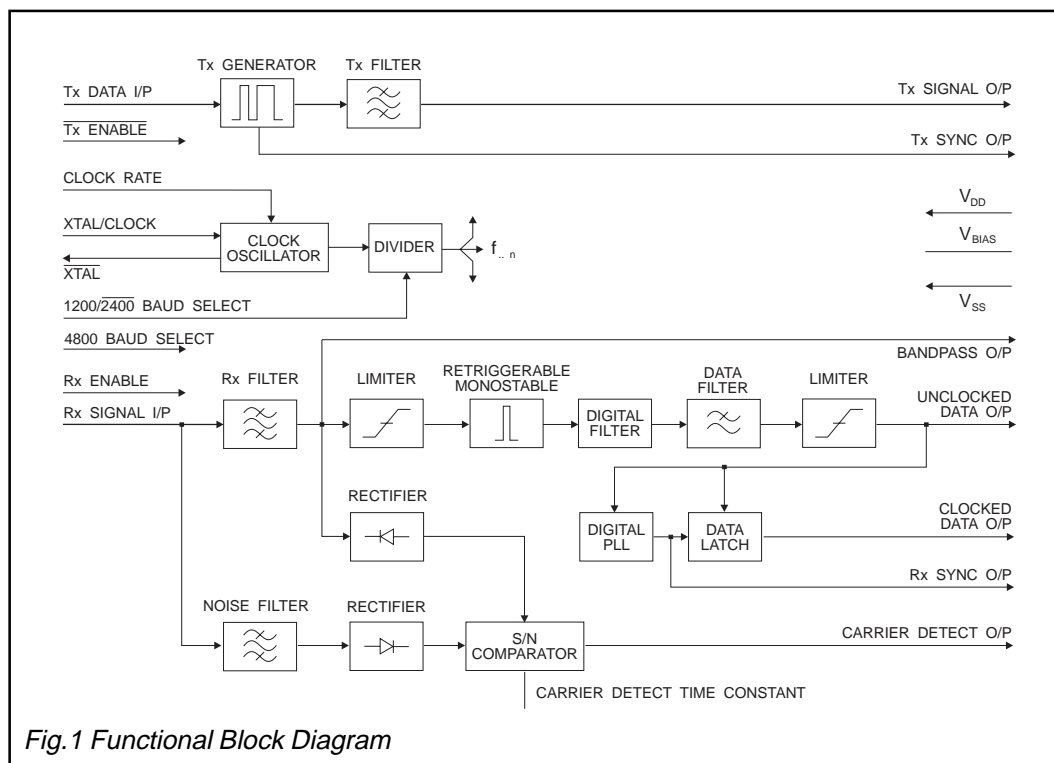 Tx GENERATOR
Tx FILTER
Tx DATA I/P
Tx SIGNAL O/P
Tx ENABLE
Tx SYNC O/P
CLOCK RATE
XTAL/CLOCK
CLOCK
OSCILLATOR
DIVIDER
f.. n
VDD
VBIAS
XTAL
1200/2400 BAUD SELECT
VSS
4800 BAUD SELECT
BANDPASS O/P
Rx ENABLE
Rx FILTER
LIMITER
RETRIGGERABLE
MONOSTABLE
DATA
FILTER
LIMITER
UNCLOCKED
DATA O/P
Rx SIGNAL I/P
DIGITAL
FILTER
RECTIFIER
DIGITAL
PLL
DATA
LATCH
CLOCKED
DATA O/P
Rx SYNC O/P
NOISE FILTER
RECTIFIER
S/N
COMPARATOR
CARRIER DETECT O/P
CARRIER DETECT TIME CONSTANT
Fig.1 Functional Block Diagram